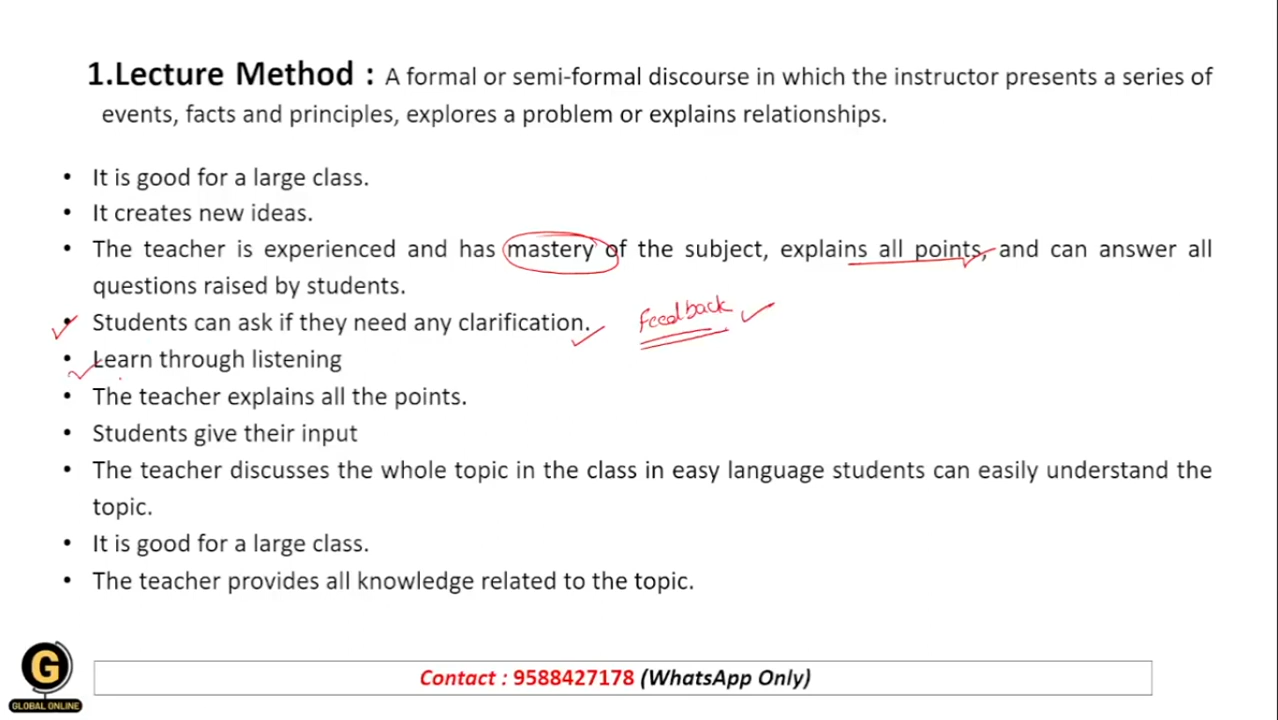 1.Lecture Method : A formal or semi-formal discourse in which the instructor presents a series of
events, facts and principles, explores a problem or explains relationships.
• It is good for a large class.
• It creates new ideas.
• The teacher is experienced and has mastery of the subject, explains all points, and can answer all
questions raised by students.
• Students can ask if they need any clarification. Feedback
• Learn through listening
• The teacher explains all the points.
• Students give their input
• The teacher discusses the whole topic in the class in easy language students can easily understand the
topic.
• It is good for a large class.
• The teacher provides all knowledge related to the topic.
G
GLOBAL ONLINE
Contact : 9588427178 (WhatsApp Only)